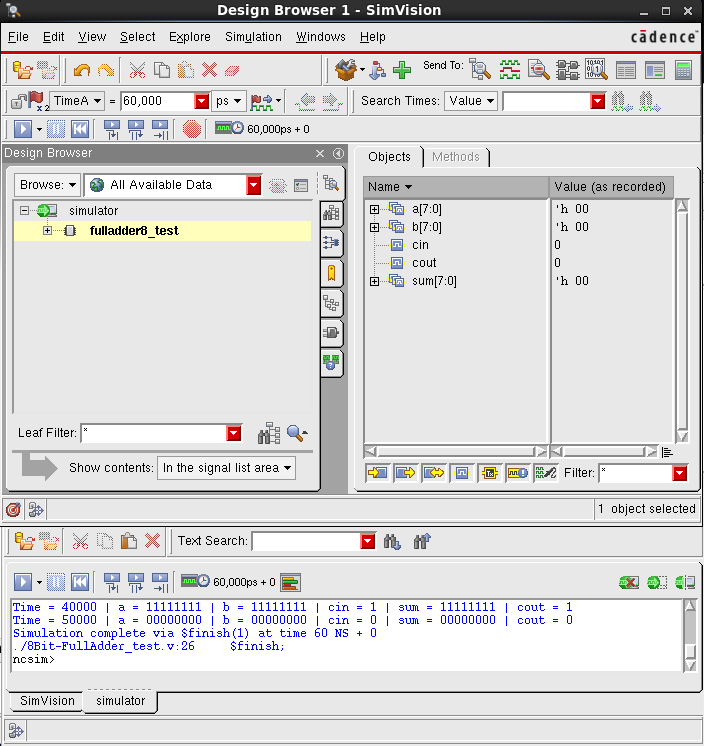 Design Browser 1 - SimVision
File Edit View Select Explore Simulation Windows Help cādence
Send To:
TimeA = 60,000 ps Search Times: Value
60,000ps + 0
Design Browser
Objects Methods
Browse: All Available Data
Name Value (as recorded)
simulator
fulladder8_test
a[7:0] 'h 00
b[7:0] 'h 00
cin 0
cout 0
sum[7:0] 'h 00
Leaf Filter: *
Show contents: In the signal list area
Filter: *
1 object selected
Text Search:
60,000ps + 0
Time = 40000 | a = 11111111 | b = 11111111 | cin = 1 | sum = 11111111 | cout = 1
Time = 50000 | a = 00000000 | b = 00000000 | cin = 0 | sum = 00000000 | cout = 0
Simulation complete via $finish(1) at time 60 NS + 0
./8Bit-FullAdder_test.v:26 $finish;
ncsim>
SimVision simulator